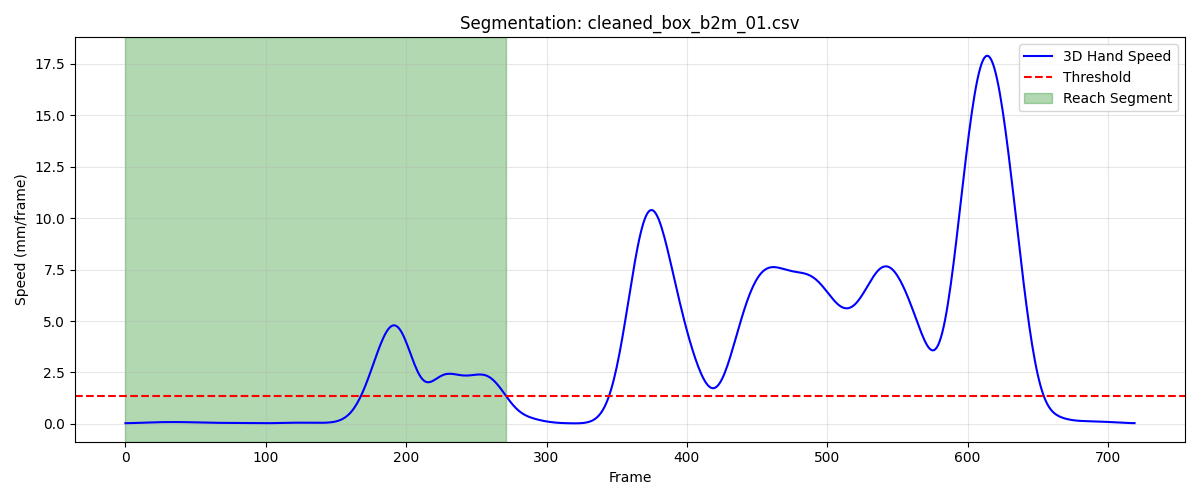 Segmentation: cleaned_box_b2m_01.csv
3D Hand Speed
Threshold
Reach Segment
Speed (mm/frame)
17.5
15.0
12.5
10.0
7.5
5.0
2.5
0.0
0 100 200 300 400 500 600 700
Frame